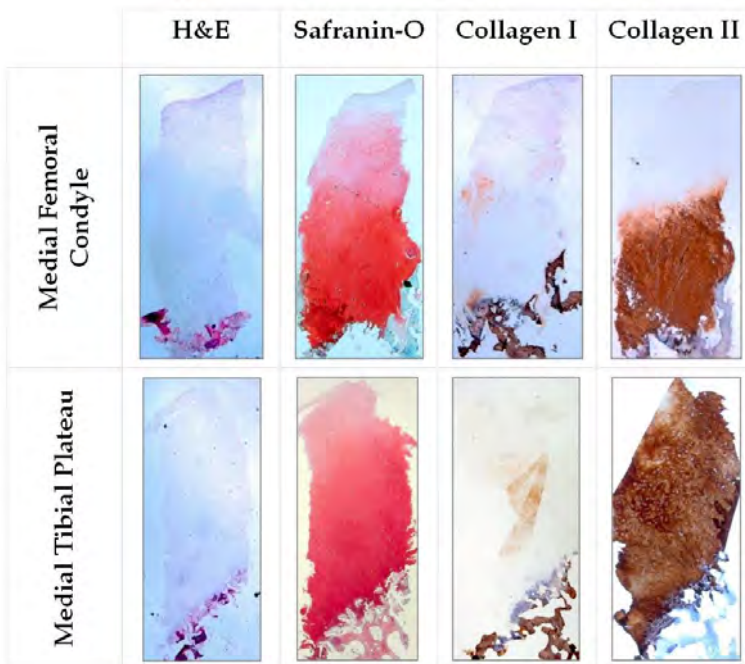 H&E Safranin-O Collagen I Collagen II
Medial Femoral
Condyle
Medial Tibial Plateau